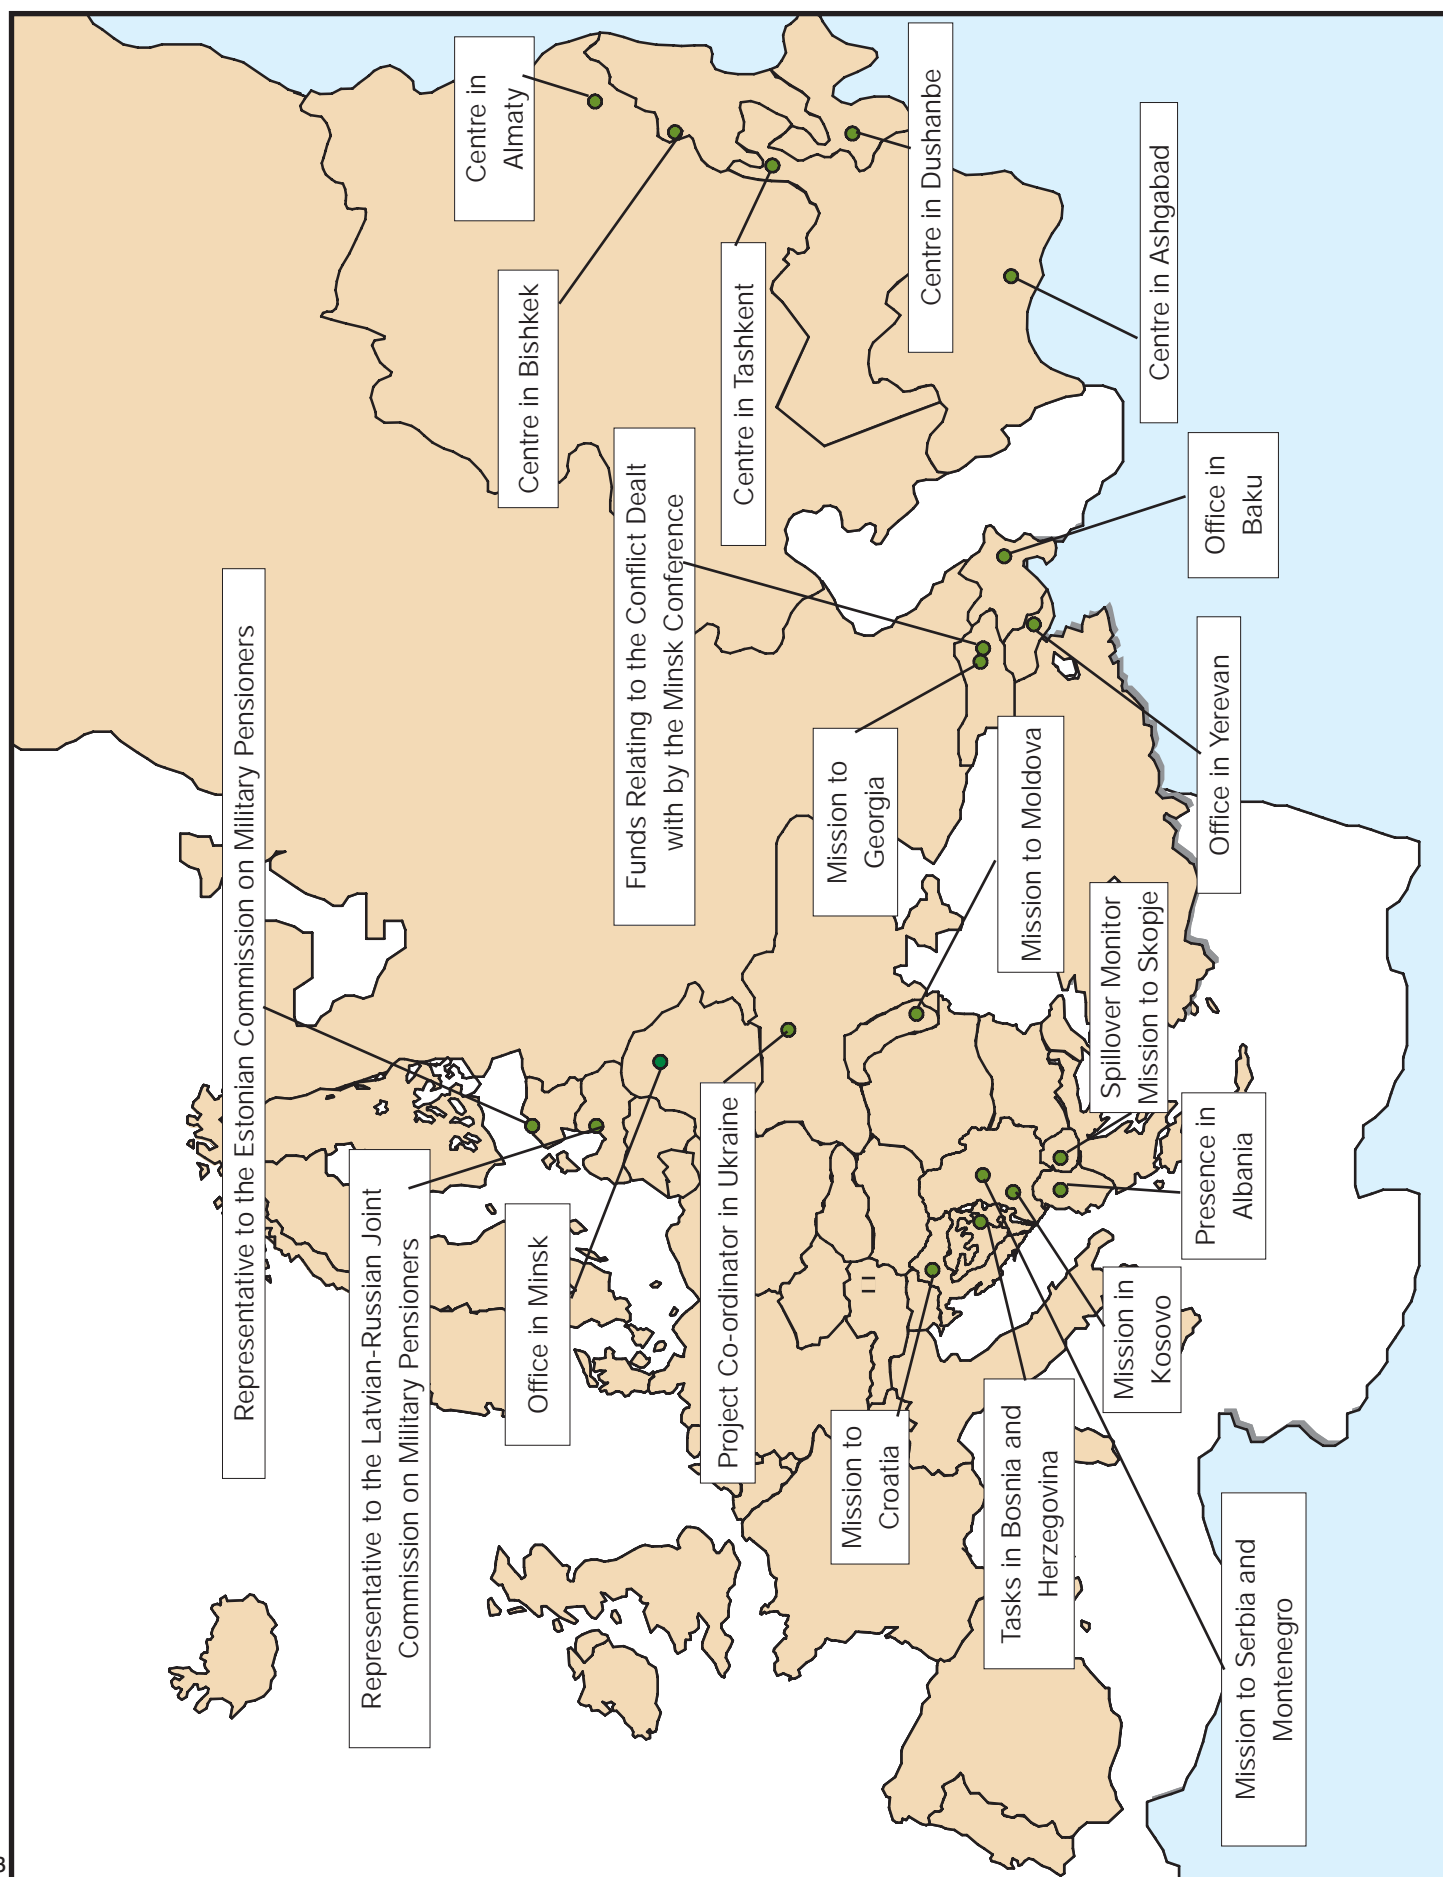 Representative to the Estonian Commission on Military Pensioners
Representative to the Latvian-Russian Joint
Commission on Military Pensioners
Office in Minsk
Project Co-ordinator in Ukraine
Mission to
Croatia
Tasks in Bosnia and
Herzegovina
Mission to Serbia and
Montenegro
Mission in
Kosovo
Presence in
Albania
Spillover Monitor
Mission to Skopje
Mission to Moldova
Mission to
Georgia
Funds Relating to the Conflict Dealt
with by the Minsk Conference
Office in Yerevan
Office in
Baku
Centre in Bishkek
Centre in
Almaty
Centre in Tashkent
Centre in Dushanbe
Centre in Ashgabad